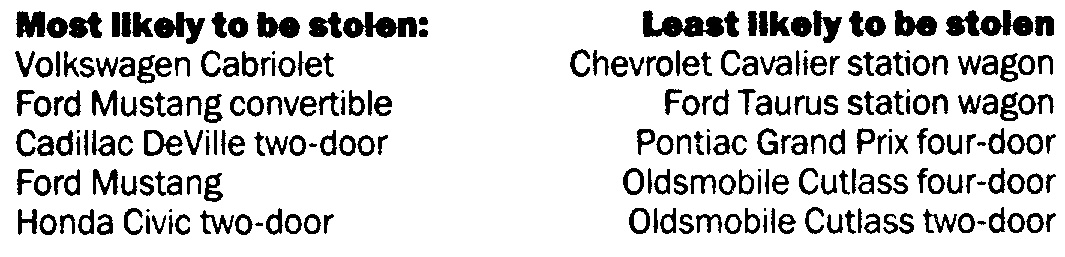 Most likely to be stolen:
Volkswagen Cabriolet
Ford Mustang convertible
Cadillac DeVille two-door
Ford Mustang
Honda Civic two-door
Least likely to be stolen
Chevrolet Cavalier station wagon
Ford Taurus station wagon
Pontiac Grand Prix four-door
Oldsmobile Cutlass four-door
Oldsmobile Cutlass two-door